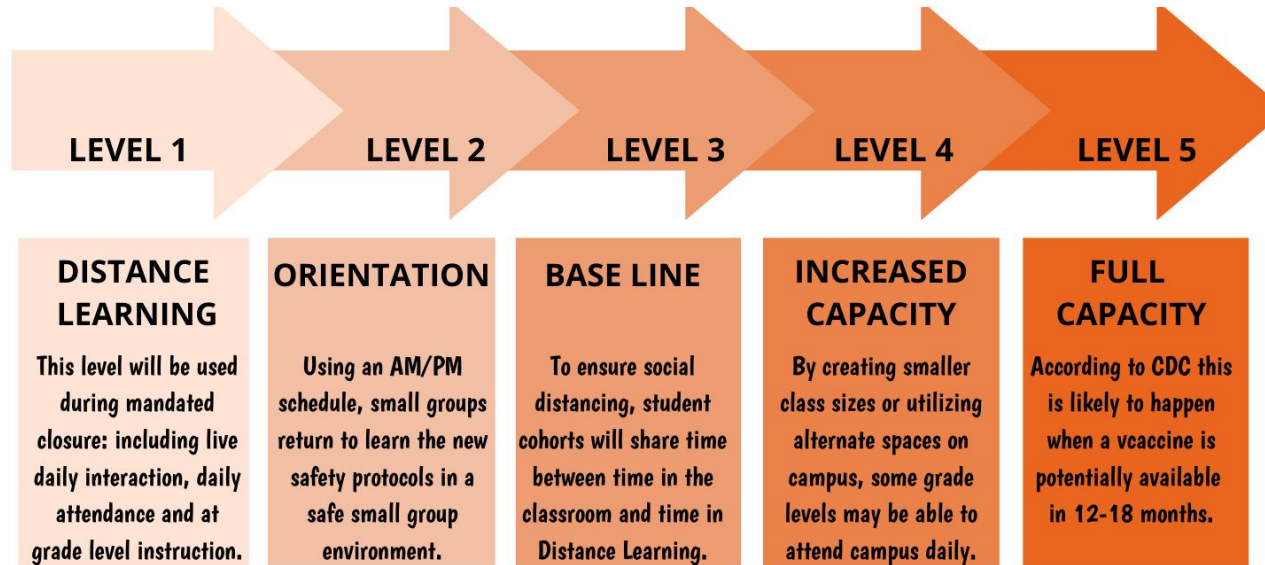 LEVEL 1
LEVEL 2
LEVEL 3
LEVEL 4
LEVEL 5
DISTANCE
LEARNING
This level will be used
during mandated
closure: including live
daily interaction, daily
attendance and at
grade level instruction.
ORIENTATION
Using an AM/PM
schedule, small groups
return to learn the new
safety protocols in a
safe small group
environment.
BASE LINE
To ensure social
distancing, student
cohorts will share time
between time in the
classroom and time in
Distance Learning.
INCREASED
CAPACITY
By creating smaller
class sizes or utilizing
alternate spaces on
campus, some grade
levels may be able to
attend campus daily.
FULL
CAPACITY
According to CDC this
is likely to happen
when a vcaccine is
potentially available
in 12-18 months.